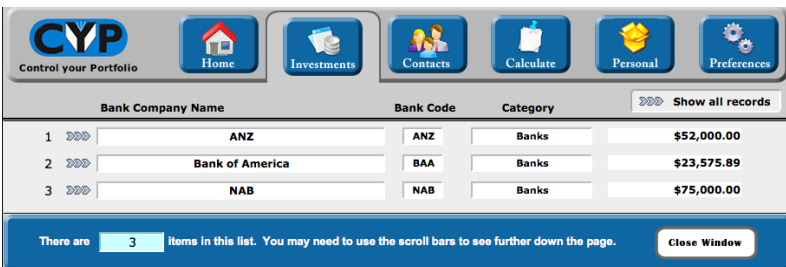 CYP
Control your Portfolio
Home
Investments
Contacts
Calculate
Personal
Preferences
Bank Company Name Bank Code Category Show all records
1 ANZ ANZ Banks $52,000.00
2 Bank of America BAA Banks $23,575.89
3 NAB NAB Banks $75,000.00
There are 3 items in this list. You may need to use the scroll bars to see further down the page. Close Window